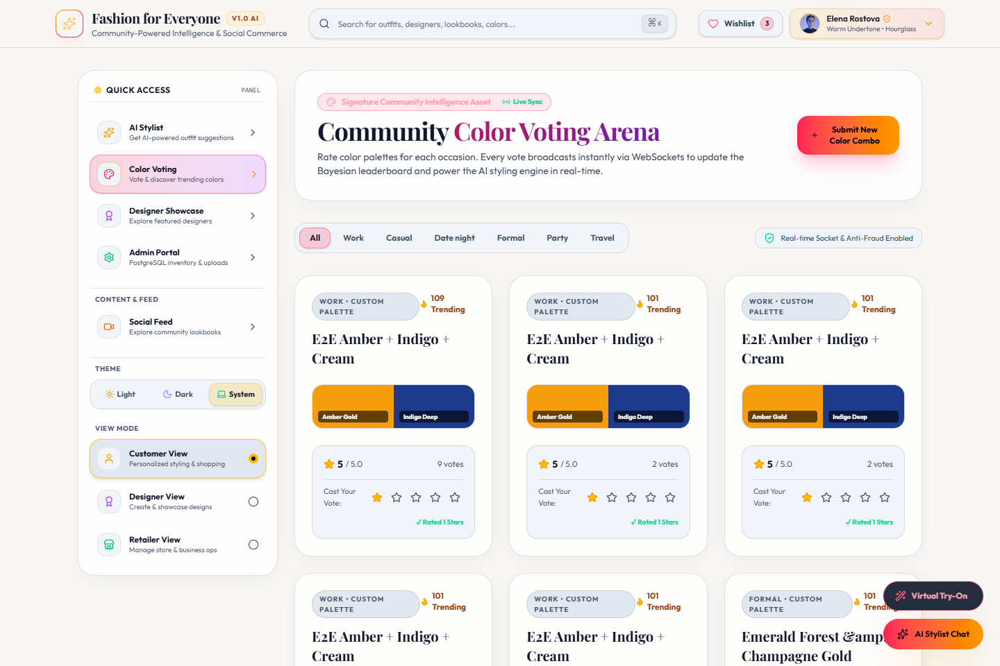 Fashion for Everyone
V1.0 AI
Community-Powered Intelligence & Social Commerce
Search for outfits, designers, lookbooks, colors...
⌘ K
Wishlist
3
Elena Rostova
Warm Undertone • Hourglass
QUICK ACCESS
PANEL
AI Stylist
Get AI-powered outfit suggestions
Color Voting
Vote & discover trending colors
Designer Showcase
Explore featured designers
Admin Portal
PostgreSQL inventory & uploads
CONTENT & FEED
Social Feed
Explore community lookbooks
THEME
Light
Dark
System
VIEW MODE
Customer View
Personalized styling & shopping
Designer View
Create & showcase designs
Retailer View
Manage store & business ops
Signature Community Intelligence Asset
Live Sync
Community Color Voting Arena
Rate color palettes for each occasion. Every vote broadcasts instantly via WebSockets to update the
Bayesian leaderboard and power the AI styling engine in real-time.
+ Submit New
Color Combo
All
Work
Casual
Date night
Formal
Party
Travel
Real-time Socket & Anti-Fraud Enabled
WORK • CUSTOM
PALETTE
109
Trending
E2E Amber + Indigo +
Cream
Amber Gold
Indigo Deep
5 / 5.0
9 votes
Cast Your
Vote:
✓ Rated 1 Stars
WORK • CUSTOM
PALETTE
101
Trending
E2E Amber + Indigo +
Cream
Amber Gold
Indigo Deep
5 / 5.0
2 votes
Cast Your
Vote:
✓ Rated 1 Stars
WORK • CUSTOM
PALETTE
101
Trending
E2E Amber + Indigo +
Cream
Amber Gold
Indigo Deep
5 / 5.0
2 votes
Cast Your
Vote:
✓ Rated 1 Stars
WORK • CUSTOM
PALETTE
101
Trending
E2E Amber + Indigo +
Cream
WORK • CUSTOM
PALETTE
101
Trending
E2E Amber + Indigo +
Cream
FORMAL • CUSTOM
PALETTE
101
Trending
Emerald Forest &amp;
Champagne Gold
Virtual Try-On
AI Stylist Chat